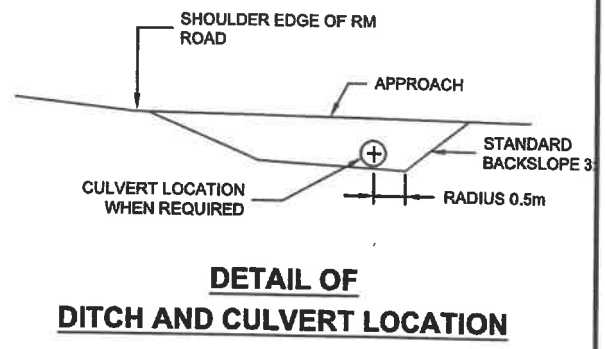 SHOULDER EDGE OF RM
ROAD
APPROACH
STANDARD
BACKSLOPE 3:
CULVERT LOCATION
WHEN REQUIRED
RADIUS 0.5m
DETAIL OF
DITCH AND CULVERT LOCATION